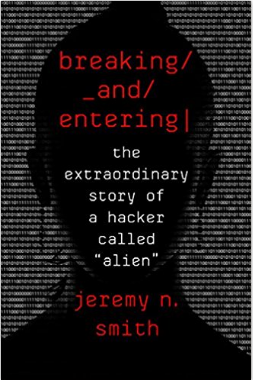 breaking/
_and/
entering|
the
extraordinary
story of
a hacker
called
"alien"
jeremy n.
smith